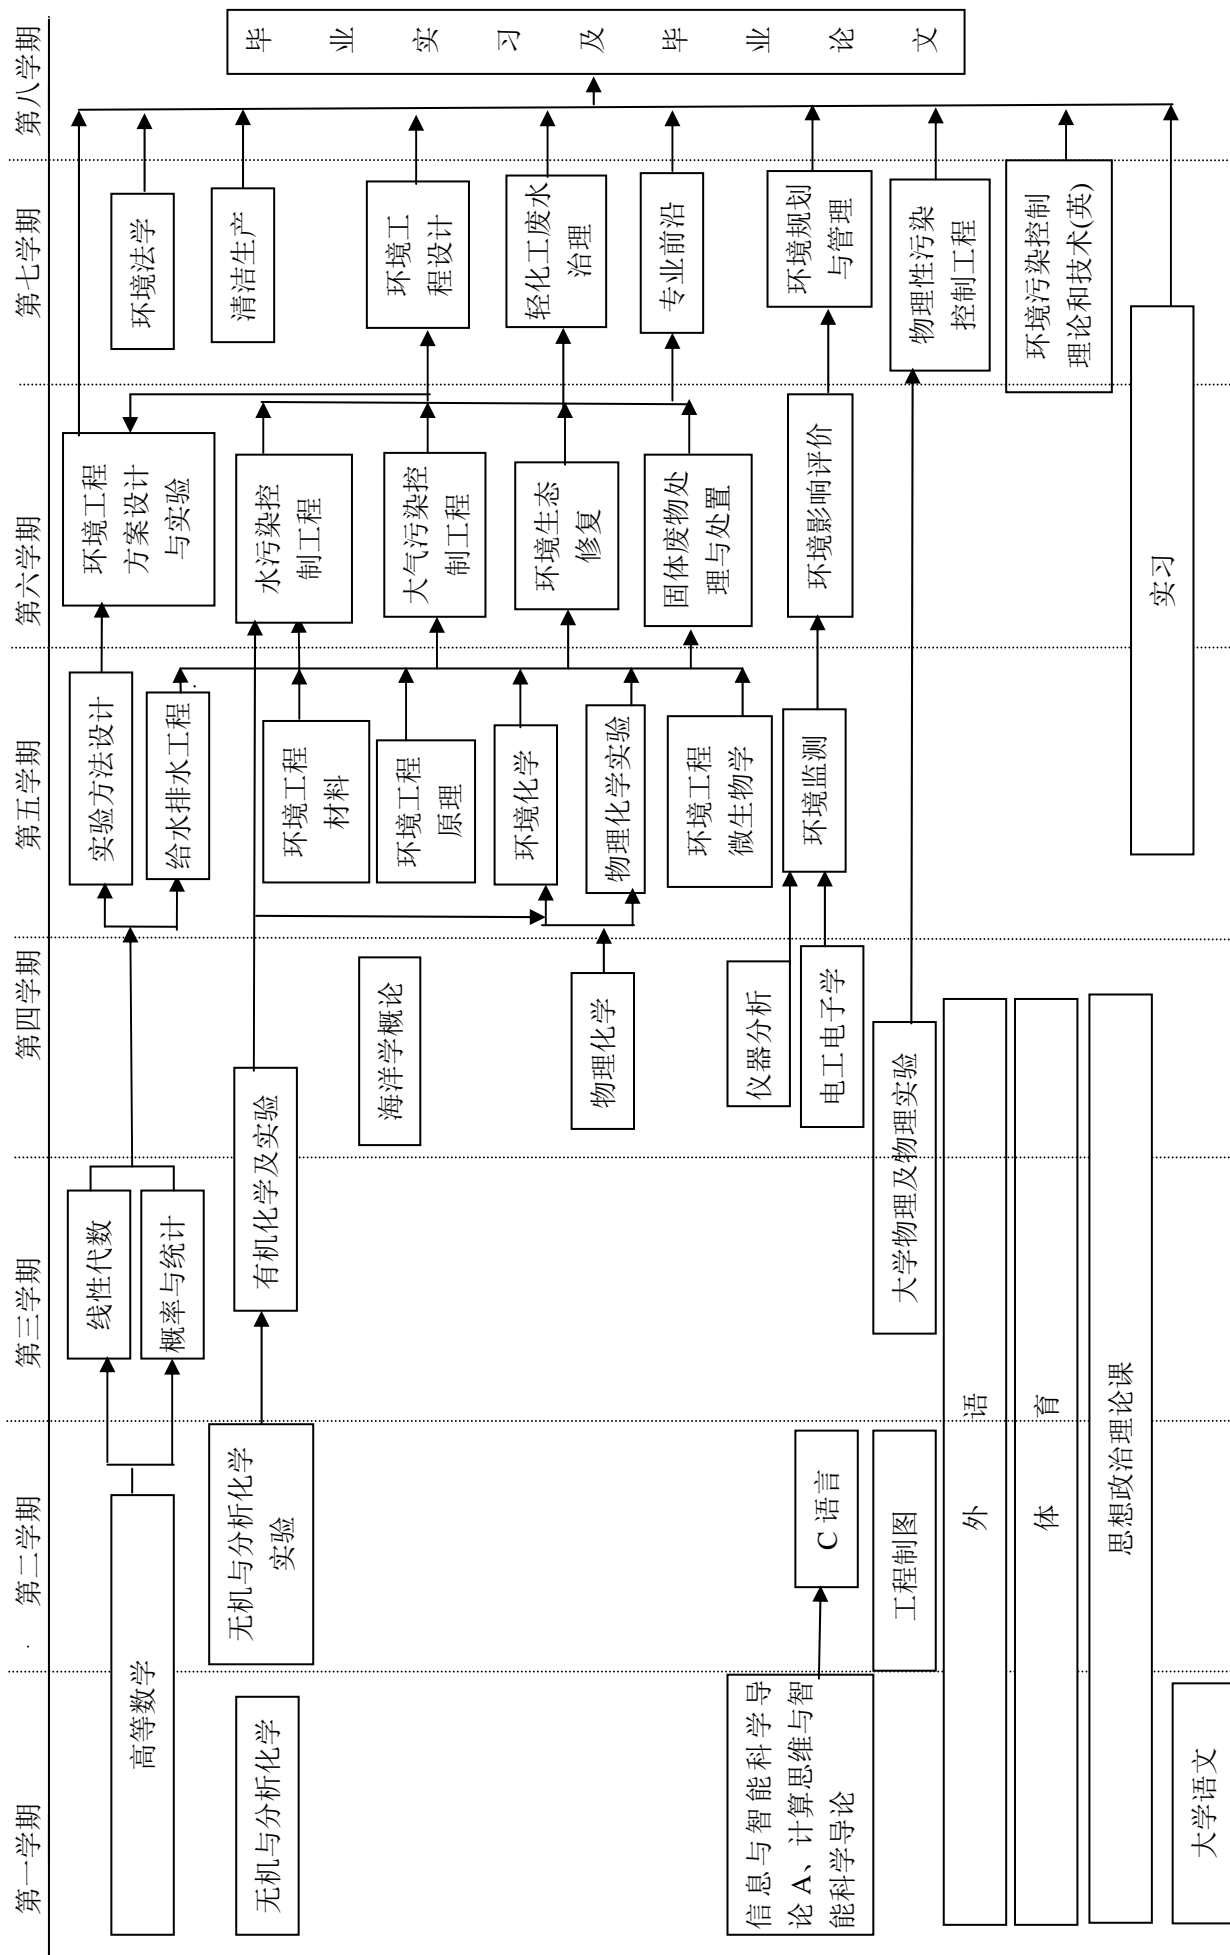 第一学期
第二学期
第三学期
第四学期
第五学期
第六学期
第七学期
第八学期
高等数学
线性代数
概率与统计
实验方法设计
给水排水工程
环境工程
方案设计
与实验
环境法学
清洁生产
无机与分析化学
无机与分析化学
实验
有机化学及实验
环境工程
材料
水污染控
制工程
海洋学概论
环境工程
原理
大气污染控
制工程
环境工
程设计
环境化学
环境生态
修复
轻化工废水
治理
物理化学
物理化学实验
固体废物处
理与处置
专业前沿
环境工程
微生物学
信息与智能科学导
论 A、计算思维与智
能科学导论
C 语言
仪器分析
电工电子学
环境监测
环境影响评价
环境规划
与管理
工程制图
大学物理及物理实验
物理性污染
控制工程
外语
体育
环境污染控制
理论和技术(英)
思想政治理论课
实习
大学语文
毕业实习及毕业论文